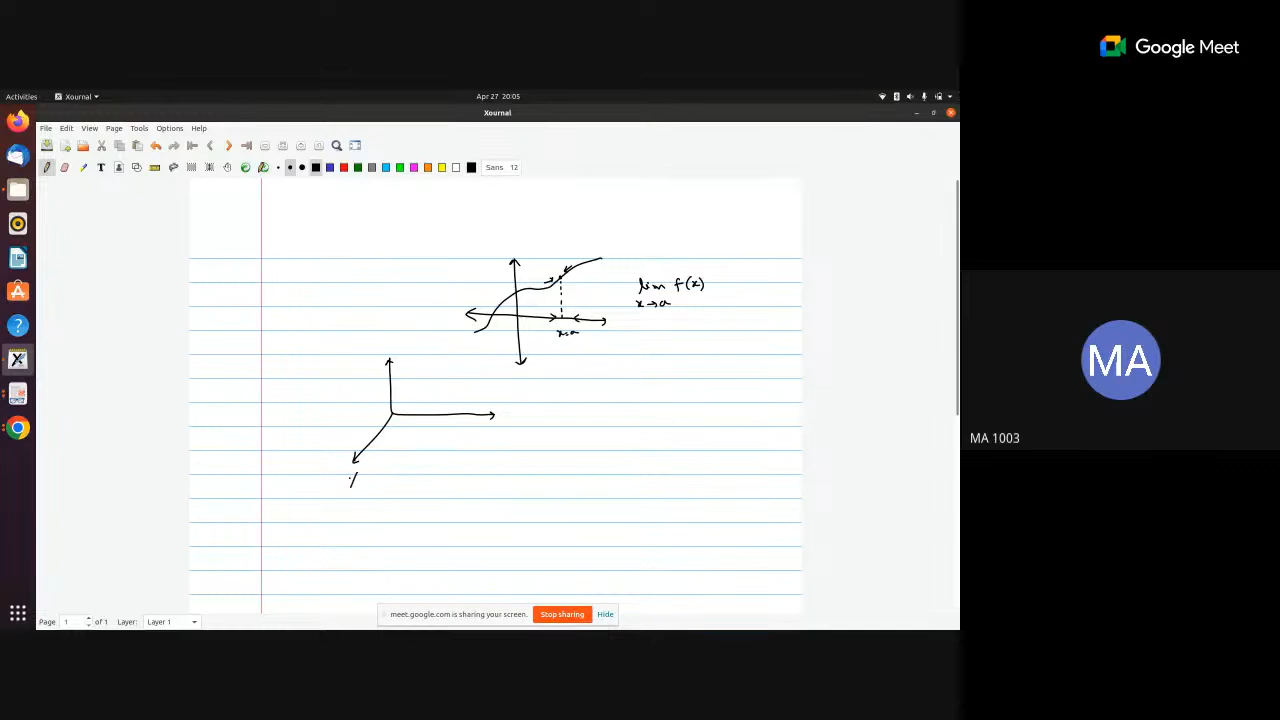 Google Meet
Activities
Xournal
Apr 27 20:05
Xournal
File Edit View Page Tools Options Help
Sans 12
lim f(x)
x→a
x=a
MA
MA 1003
meet.google.com is sharing your screen. Stop sharing Hide
Page 1 of 1 Layer: Layer 1